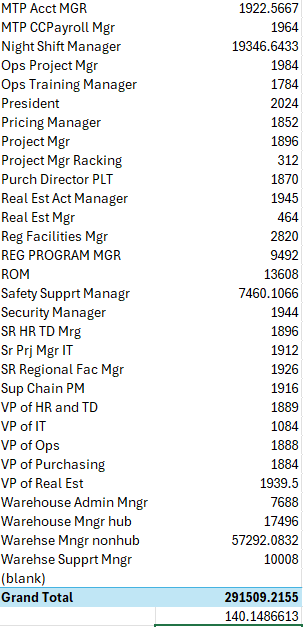 MTP Acct MGR 1922.5667
MTP CCPayroll Mgr 1964
Night Shift Manager 19346.6433
Ops Project Mgr 1984
Ops Training Manager 1784
President 2024
Pricing Manager 1852
Project Mgr 1896
Project Mgr Racking 312
Purch Director PLT 1870
Real Est Act Manager 1945
Real Est Mgr 464
Reg Facilities Mgr 2820
REG PROGRAM MGR 9492
ROM 13608
Safety Supprt Managr 7460.1066
Security Manager 1944
SR HR TD Mrg 1896
Sr Prj Mgr IT 1912
SR Regional Fac Mgr 1926
Sup Chain PM 1916
VP of HR and TD 1889
VP of IT 1084
VP of Ops 1888
VP of Purchasing 1884
VP of Real Est 1939.5
Warehouse Admin Mngr 7688
Warehouse Mngr hub 17496
Warehse Mngr nonhub 57292.0832
Warehse Supprt Mngr 10008
(blank)
Grand Total 291509.2155
140.1486613